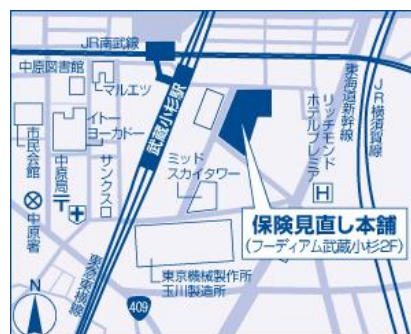 JR南武線
中原図書館
マルエツ
武蔵小杉駅
イトー
ヨーカドー
市民会館
中原局
サンクス
中原署
ミッド
スカイタワー
リッチモンド
ホテルプレミア
東海道新幹線
JR横須賀線
H
保険見直し本舗
(フーディアム武蔵小杉2F)
東京機械製作所
玉川製造所
東急東横線
N
409